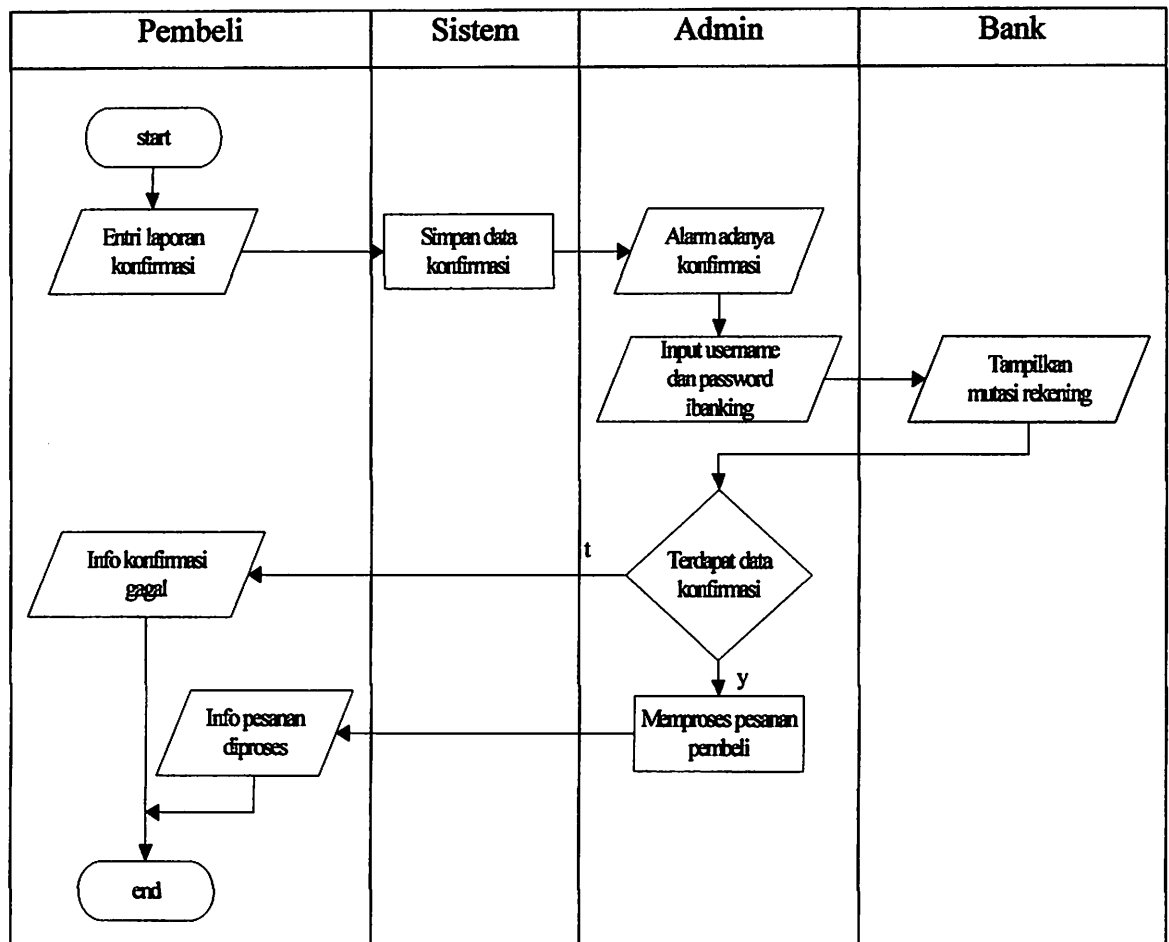 Pembeli
Sistem
Admin
Bank
start
Entri laporan
konfirmasi
Simpan data
konfirmasi
Alarm adanya
konfirmasi
Input username
dan password
ibanking
Tampilkan
mutasi rekening
Terdapat data
konfirmasi
t
Info konfirmasi
gagal
y
Memproses pesanan
pembeli
Info pesanan
diproses
end